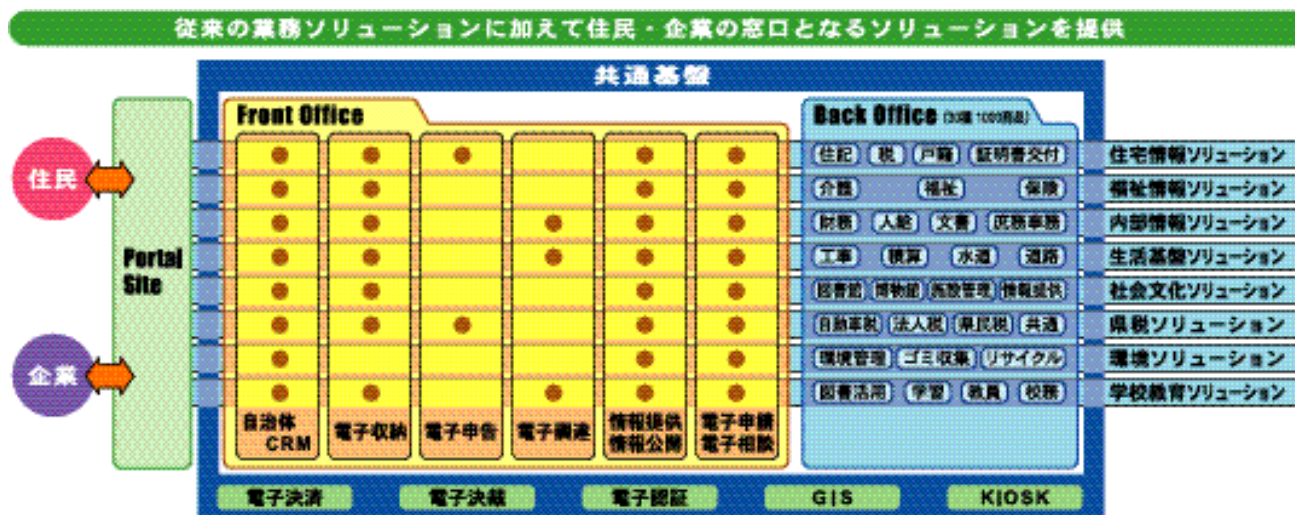 従来の業務ソリューションに加えて住民・企業の窓口となるソリューションを提供
共通基盤
Front Office
Back Office (30種 1000商品)
住民
企業
Portal
Site
住記 税 戸籍 証明書交付
住宅情報ソリューション
介護 福祉 保険
福祉情報ソリューション
財務 人給 文書 庶務事務
内部情報ソリューション
工事 積算 水道 道路
生活基盤ソリューション
図書館 博物館 施設管理 情報提供
社会文化ソリューション
自動車税 法人税 県民税 共通
県税ソリューション
環境管理 ゴミ収集 リサイクル
環境ソリューション
図書活用 学習 教員 校務
学校教育ソリューション
自治体
CRM
電子収納
電子申告
電子調達
情報提供
情報公開
電子申請
電子相談
電子決済
電子決裁
電子認証
GIS
KIOSK